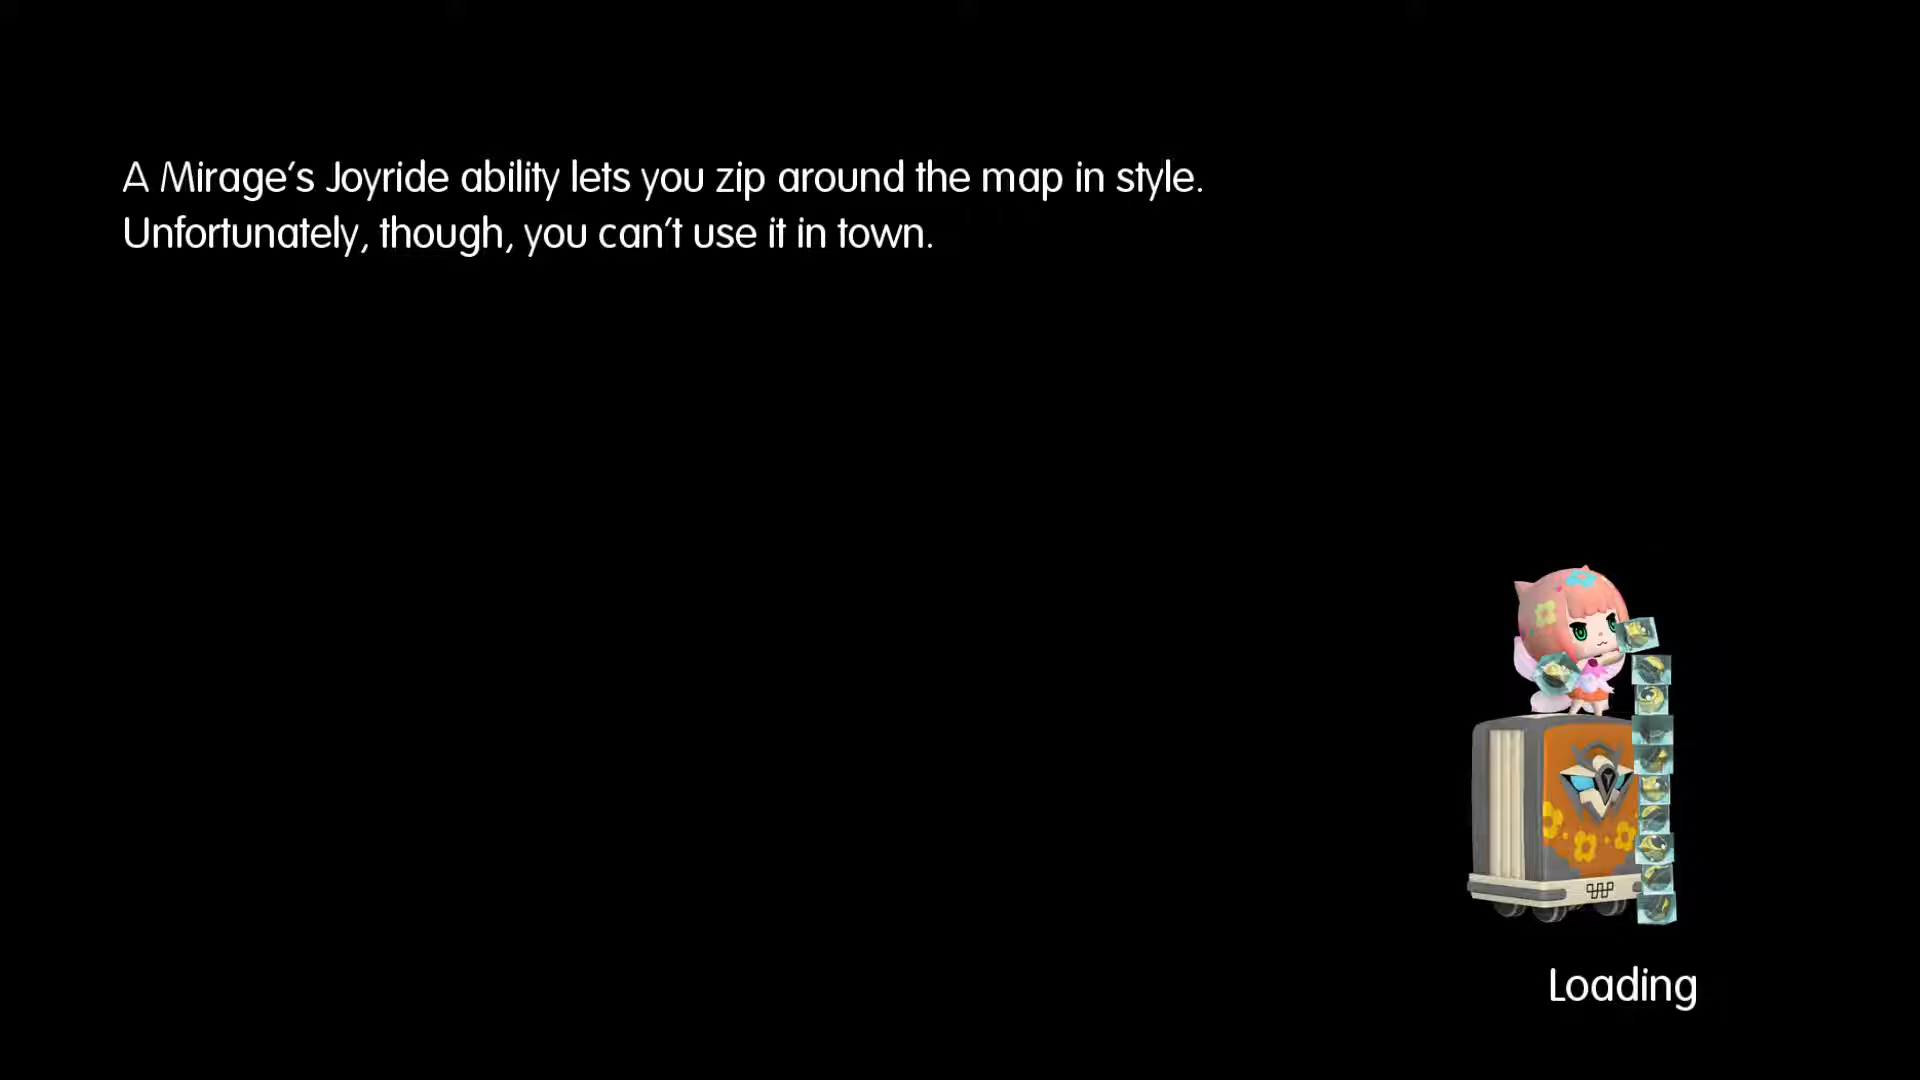 A Mirage's Joyride ability lets you zip around the map in style.
Unfortunately, though, you can't use it in town.
Loading